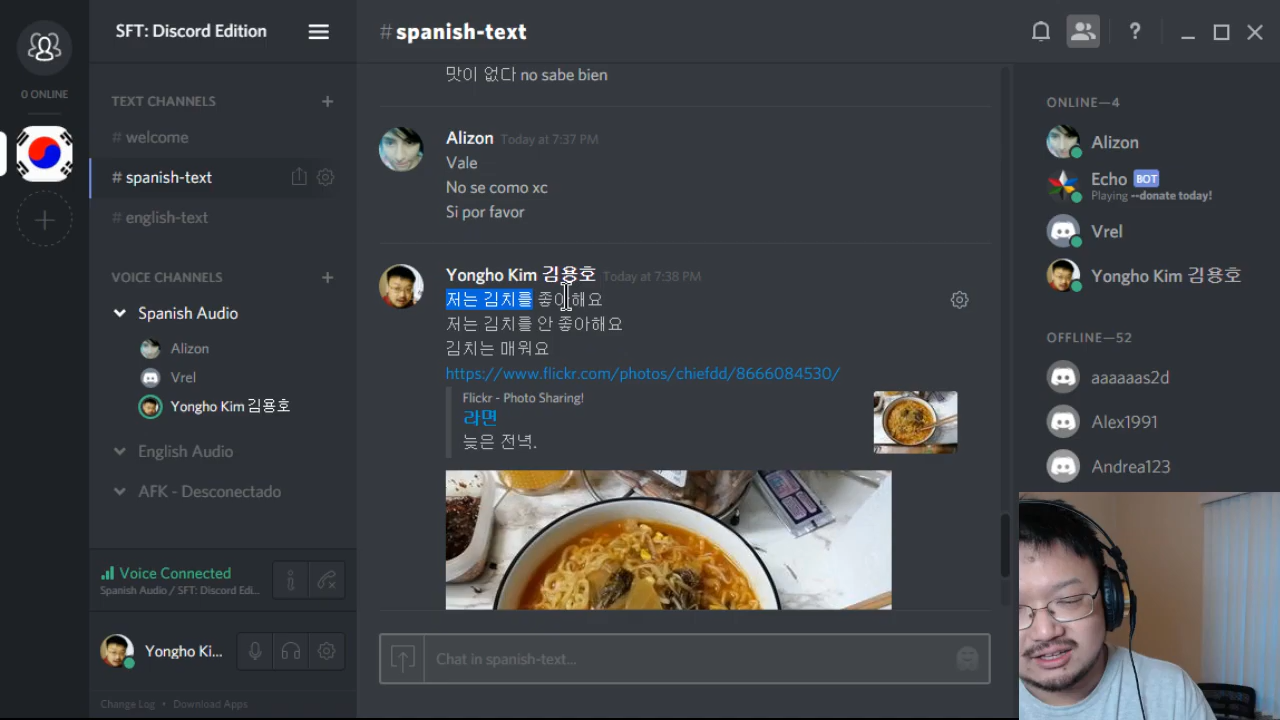 SFT: Discord Edition
# spanish-text
0 ONLINE
TEXT CHANNELS
# welcome
# spanish-text
# english-text
VOICE CHANNELS
Spanish Audio
Alizon
Vrel
Yongho Kim 김용호
English Audio
AFK - Desconectado
Voice Connected
Spanish Audio / SFT: Discord Edi...
Yongho Ki...
Change Log • Download Apps
맛이 없다 no sabe bien
Alizon Today at 7:37 PM
Vale
No se como xc
Si por favor
Yongho Kim 김용호 Today at 7:38 PM
저는 김치를 좋아해요
저는 김치를 안 좋아해요
김치는 매워요
https://www.flickr.com/photos/chiefdd/8666084530/
Flickr - Photo Sharing!
라면
늦은 전녁.
Chat in spanish-text...
ONLINE—4
Alizon
Echo BOT
Playing --donate today!
Vrel
Yongho Kim 김용호
OFFLINE—52
aaaaaas2d
Alex1991
Andrea123